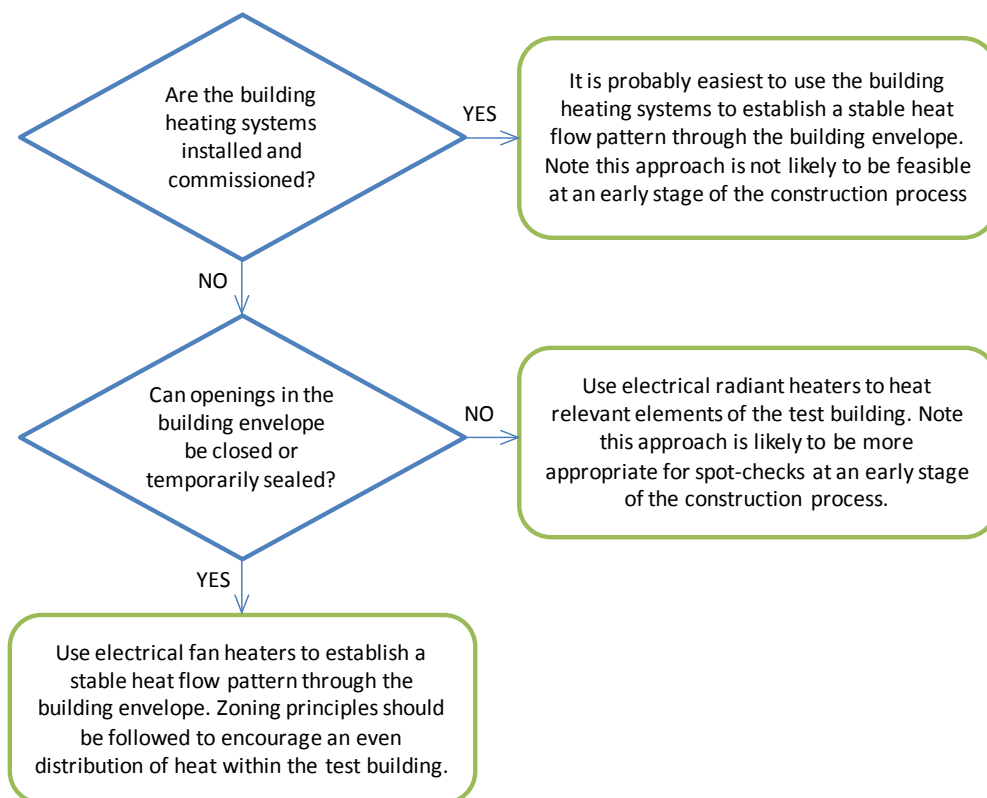 Are the building
heating systems
installed and
commissioned?
YES
It is probably easiest to use the building
heating systems to establish a stable heat
flow pattern through the building envelope.
Note this approach is not likely to be feasible
at an early stage of the construction process
NO
Can openings in the
building envelope
be closed or
temporarily sealed?
NO
Use electrical radiant heaters to heat
relevant elements of the test building. Note
this approach is likely to be more
appropriate for spot-checks at an early stage
of the construction process.
YES
Use electrical fan heaters to establish a
stable heat flow pattern through the
building envelope. Zoning principles should
be followed to encourage an even
distribution of heat within the test building.